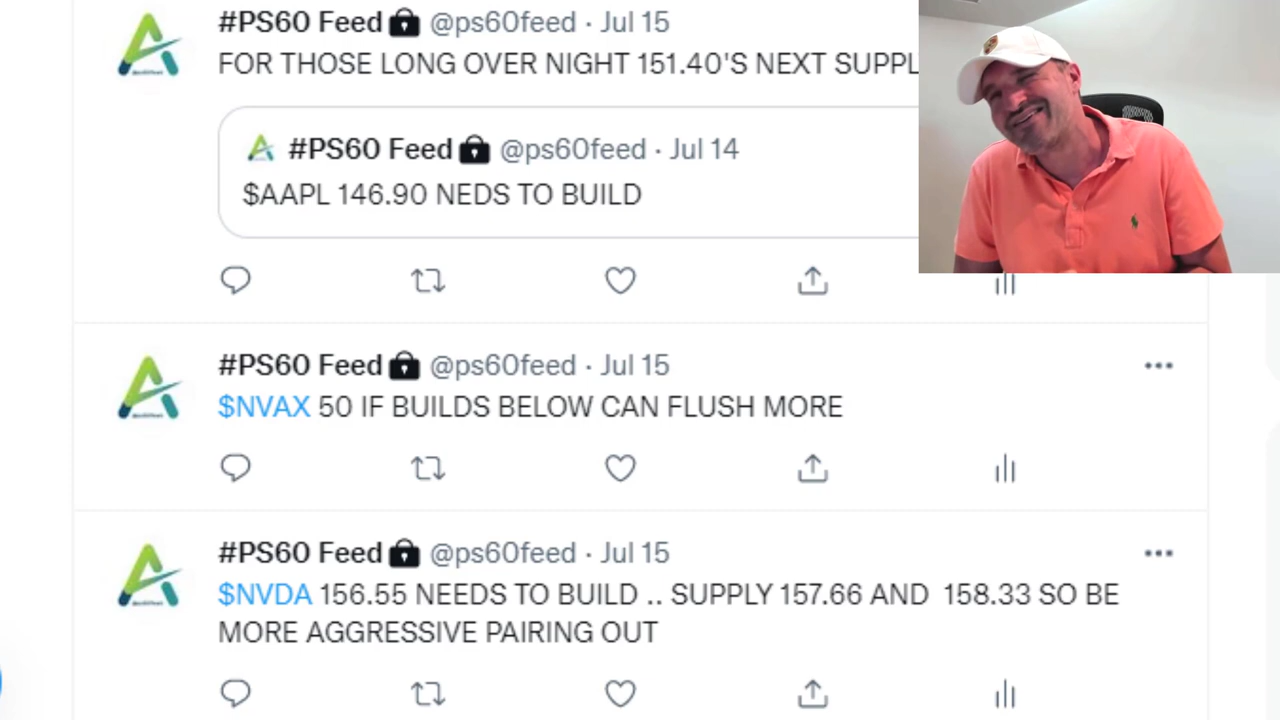 #PS60 Feed @ps60feed · Jul 15
FOR THOSE LONG OVER NIGHT 151.40'S NEXT SUPPL
#PS60 Feed @ps60feed · Jul 14
$AAPL 146.90 NEDS TO BUILD
#PS60 Feed @ps60feed · Jul 15
$NVAX 50 IF BUILDS BELOW CAN FLUSH MORE
#PS60 Feed @ps60feed · Jul 15
$NVDA 156.55 NEEDS TO BUILD .. SUPPLY 157.66 AND 158.33 SO BE
MORE AGGRESSIVE PAIRING OUT